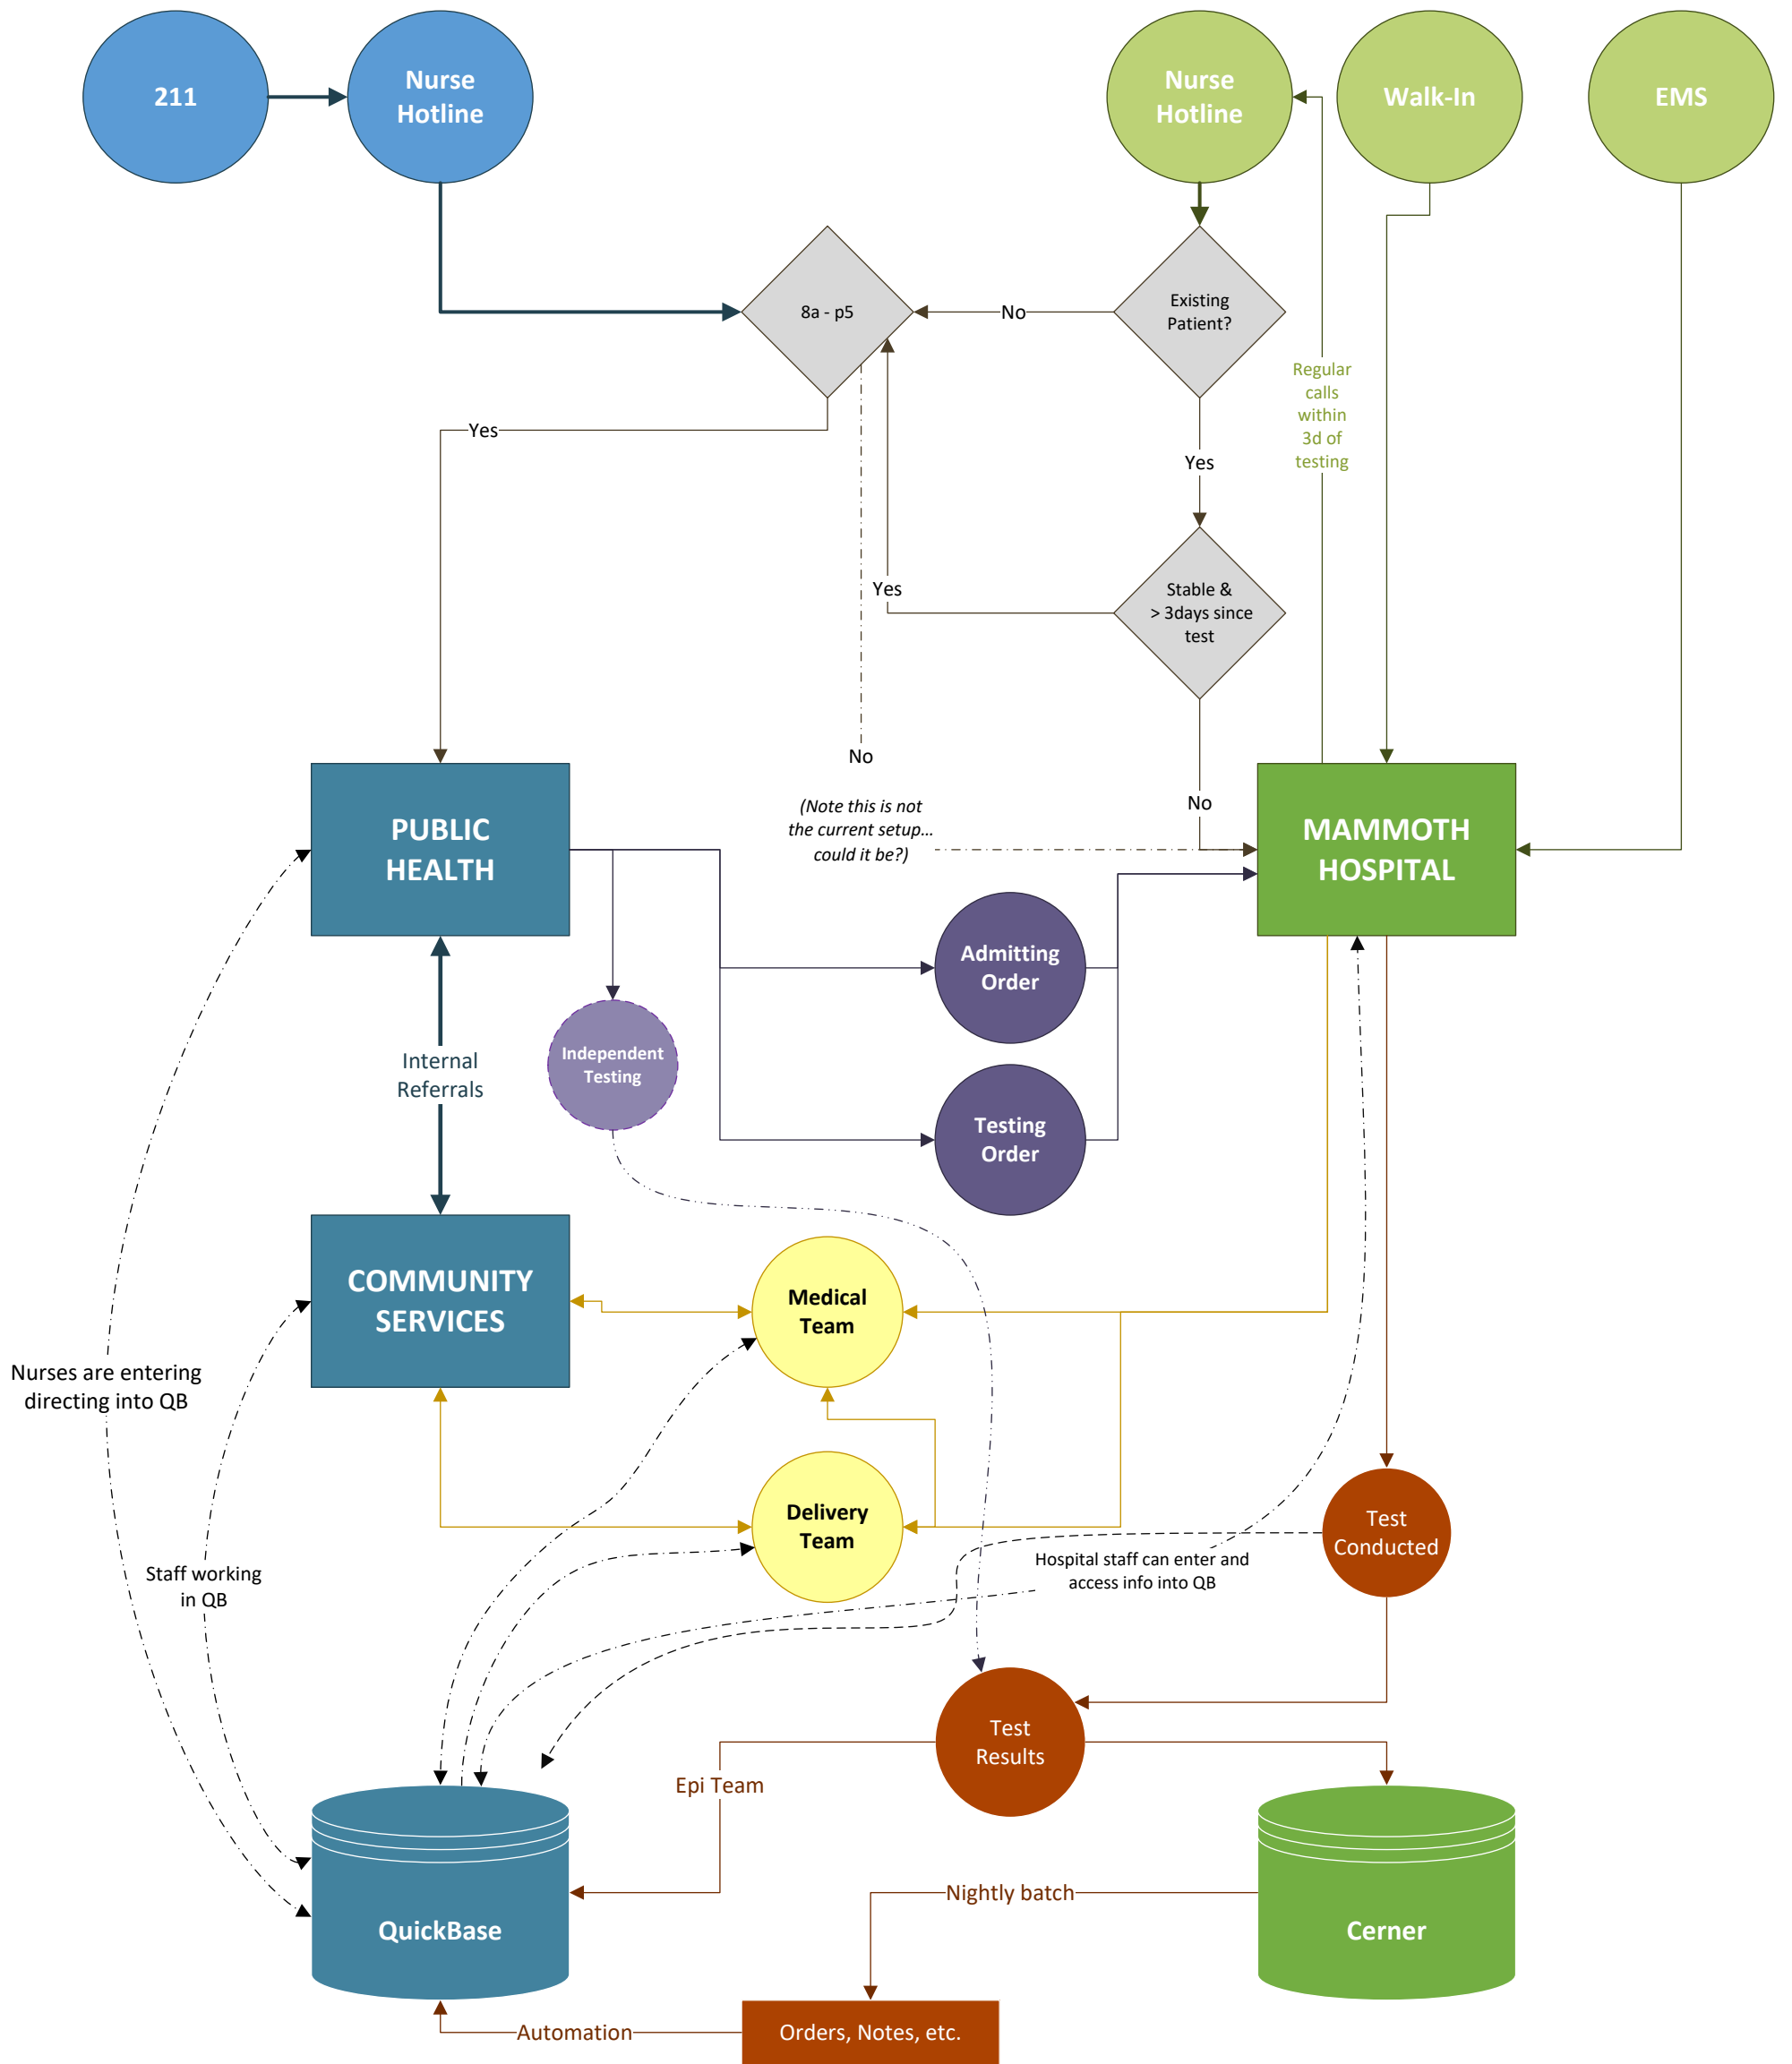 211
Nurse
Hotline
Nurse
Hotline
Walk-In
EMS
8a - p5
No
Existing
Patient?
Regular
calls
within
3d of
testing
Yes
Yes
Yes
Stable &
> 3days since
test
No
(Note this is not
the current setup...
could it be?)
No
PUBLIC
HEALTH
MAMMOTH
HOSPITAL
Admitting
Order
Independent
Testing
Internal
Referrals
Testing
Order
COMMUNITY
SERVICES
Medical
Team
Nurses are entering
directing into QB
Delivery
Team
Test
Conducted
Staff working
in QB
Hospital staff can enter and
access info into QB
Test
Results
Epi Team
QuickBase
Nightly batch
Cerner
Automation
Orders, Notes, etc.